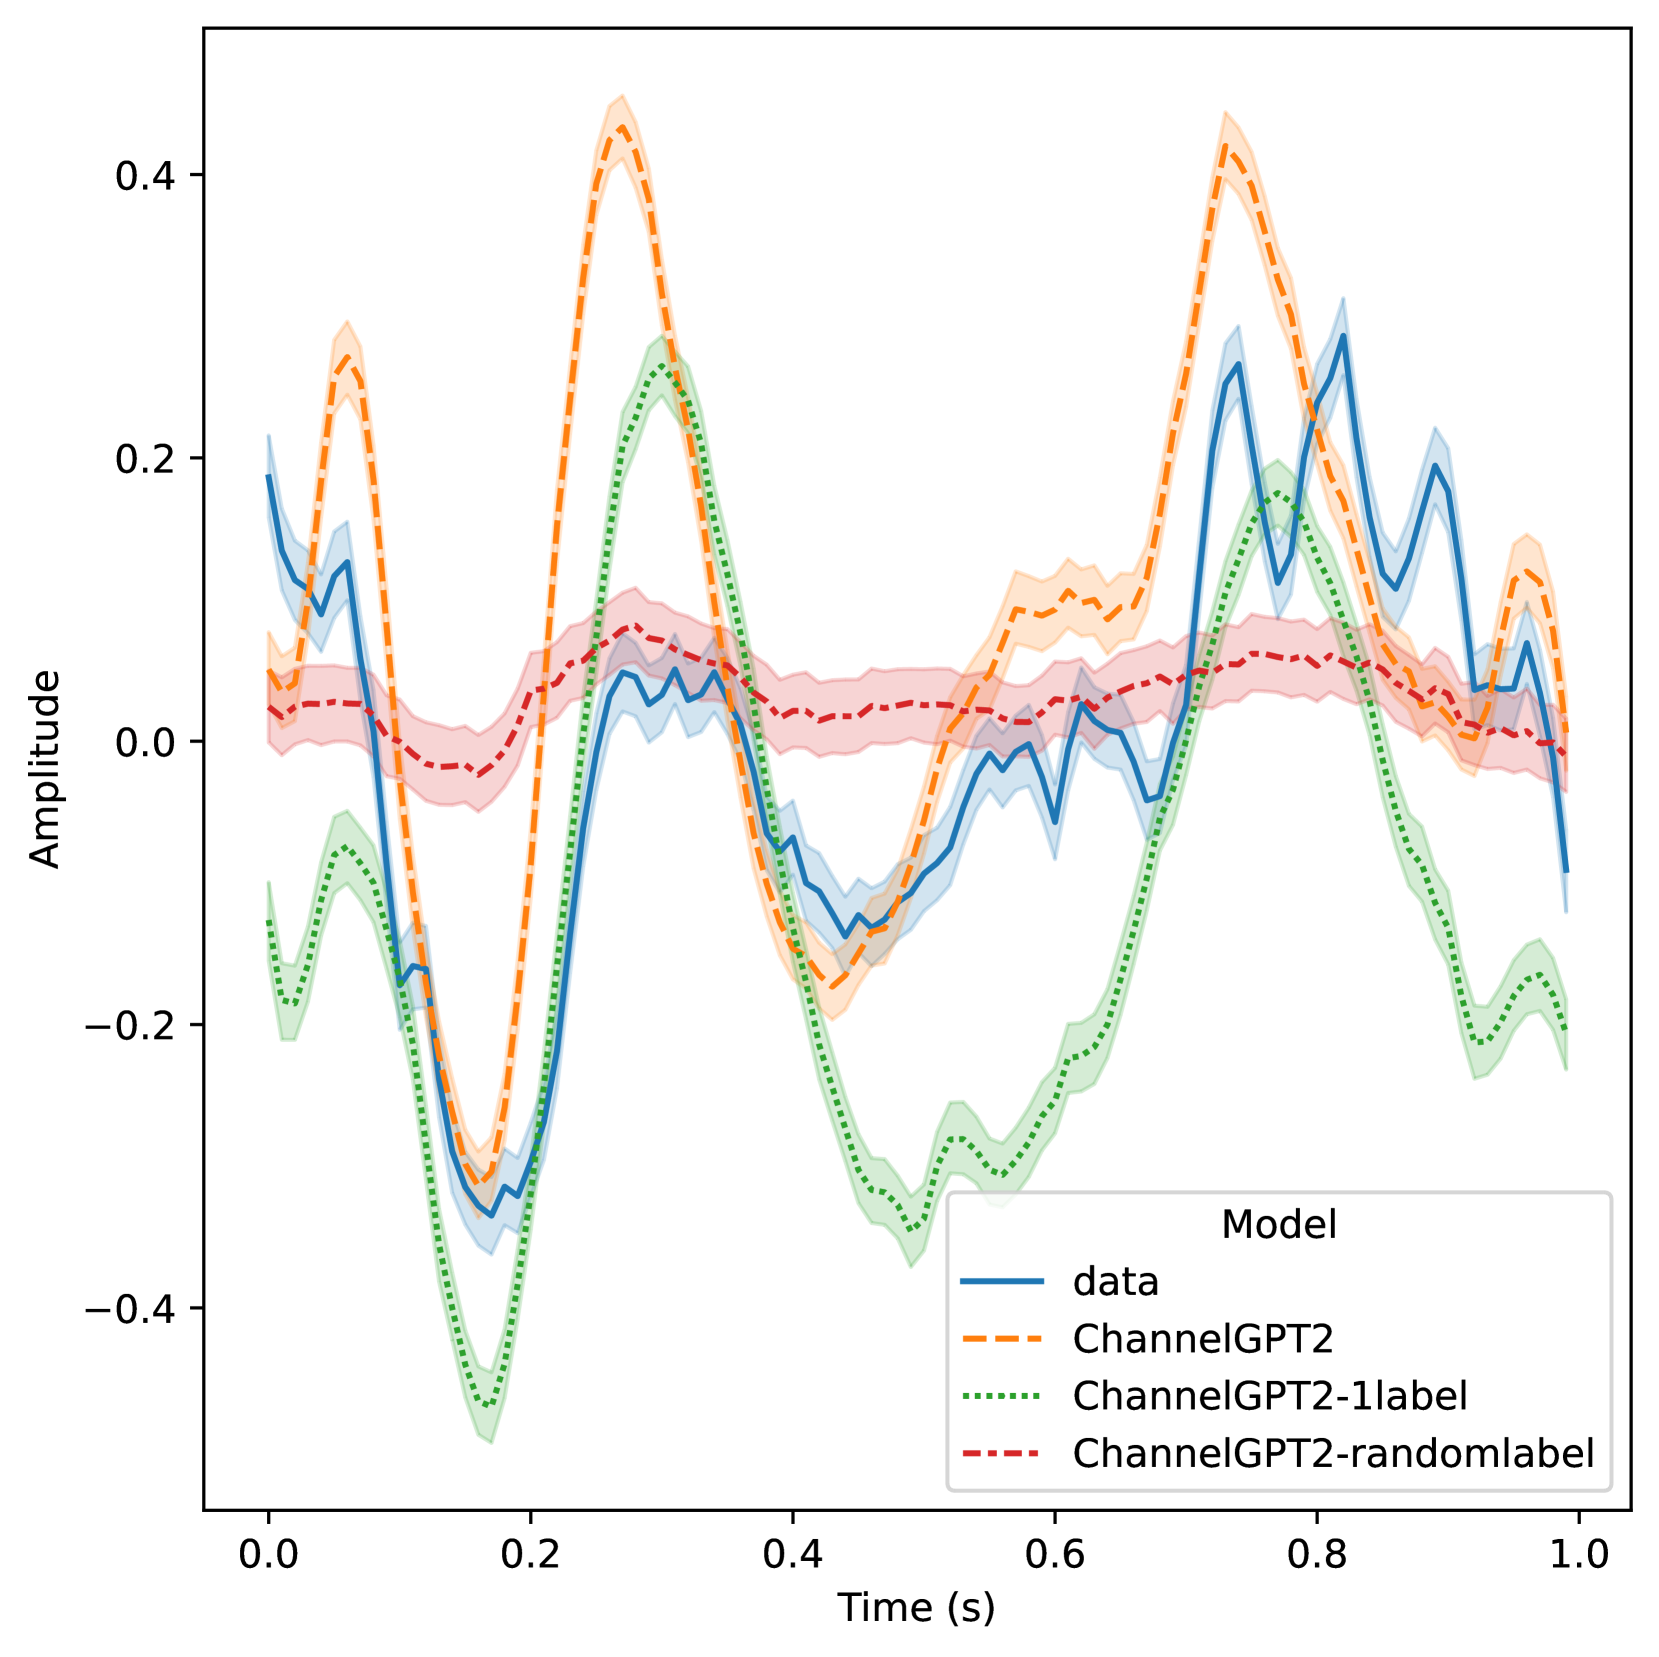 0.4
0.2
0.0
−0.2
−0.4
Amplitude
0.0 0.2 0.4 0.6 0.8 1.0
Time (s)
Model
data
ChannelGPT2
ChannelGPT2-1label
ChannelGPT2-randomlabel